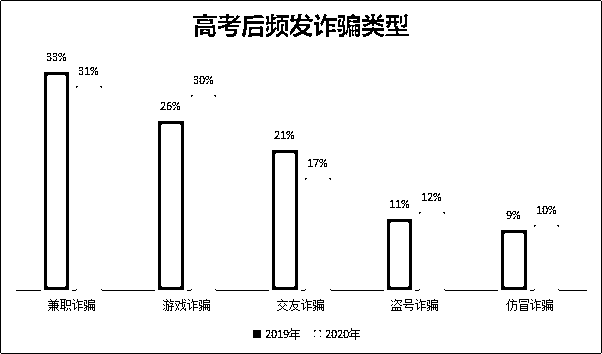 高考后频发诈骗类型
33%
31%
26%
30%
21%
17%
11%
12%
9%
10%
兼职诈骗
游戏诈骗
交友诈骗
盗号诈骗
仿冒诈骗
2019年
2020年